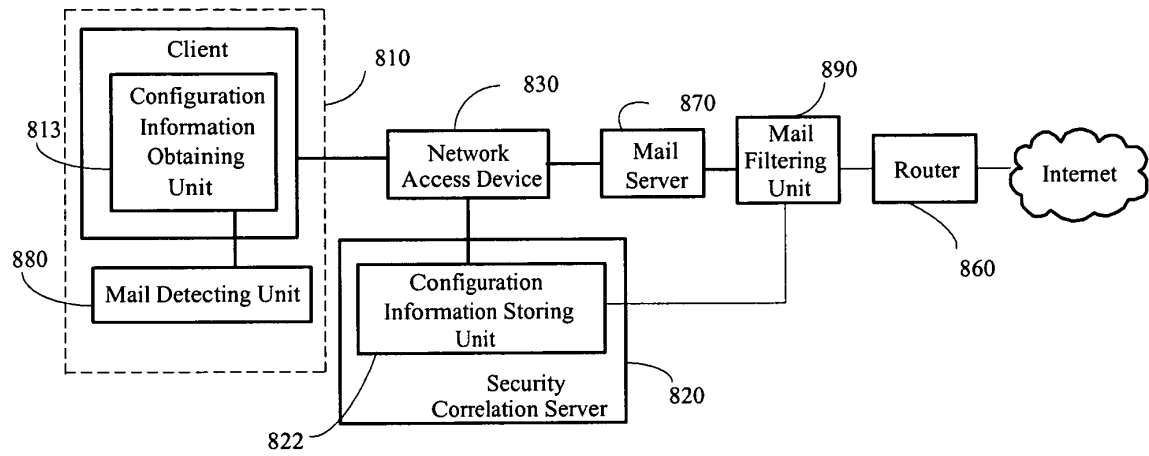 Client
Configuration
Information
Obtaining
Unit
813
810
830
Network
Access Device
870
Mail
Server
890
Mail
Filtering
Unit
Router
860
Internet
880
Mail Detecting Unit
Configuration
Information Storing
Unit
Security
Correlation Server
820
822